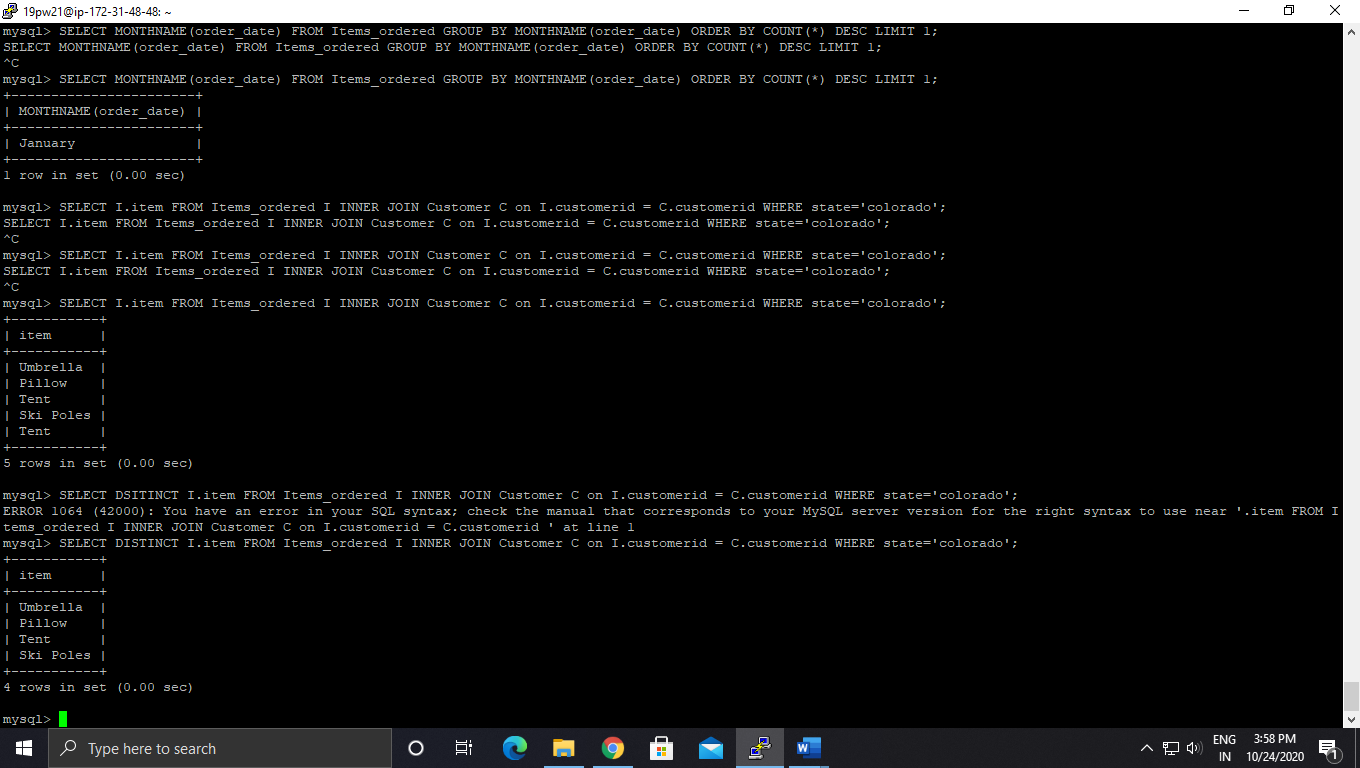 19pw21@ip-172-31-48-48: ~
mysql> SELECT MONTHNAME(order_date) FROM Items_ordered GROUP BY MONTHNAME(order_date) ORDER BY COUNT(*) DESC LIMIT 1;
SELECT MONTHNAME(order_date) FROM Items_ordered GROUP BY MONTHNAME(order_date) ORDER BY COUNT(*) DESC LIMIT 1;
^C
mysql> SELECT MONTHNAME(order_date) FROM Items_ordered GROUP BY MONTHNAME(order_date) ORDER BY COUNT(*) DESC LIMIT 1;
+-----------------------+
| MONTHNAME(order_date) |
+-----------------------+
| January               |
+-----------------------+
1 row in set (0.00 sec)
mysql> SELECT I.item FROM Items_ordered I INNER JOIN Customer C on I.customerid = C.customerid WHERE state='colorado';
SELECT I.item FROM Items_ordered I INNER JOIN Customer C on I.customerid = C.customerid WHERE state='colorado';
^C
mysql> SELECT I.item FROM Items_ordered I INNER JOIN Customer C on I.customerid = C.customerid WHERE state='colorado';
SELECT I.item FROM Items_ordered I INNER JOIN Customer C on I.customerid = C.customerid WHERE state='colorado';
^C
mysql> SELECT I.item FROM Items_ordered I INNER JOIN Customer C on I.customerid = C.customerid WHERE state='colorado';
+-----------+
| item      |
+-----------+
| Umbrella  |
| Pillow    |
| Tent      |
| Ski Poles |
| Tent      |
+-----------+
5 rows in set (0.00 sec)
mysql> SELECT DSITINCT I.item FROM Items_ordered I INNER JOIN Customer C on I.customerid = C.customerid WHERE state='colorado';
ERROR 1064 (42000): You have an error in your SQL syntax; check the manual that corresponds to your MySQL server version for the right syntax to use near '.item FROM I
tems_ordered I INNER JOIN Customer C on I.customerid = C.customerid ' at line 1
mysql> SELECT DISTINCT I.item FROM Items_ordered I INNER JOIN Customer C on I.customerid = C.customerid WHERE state='colorado';
+-----------+
| item      |
+-----------+
| Umbrella  |
| Pillow    |
| Tent      |
| Ski Poles |
+-----------+
4 rows in set (0.00 sec)
mysql>
Type here to search
W
ENG
IN
3:58 PM
10/24/2020
1